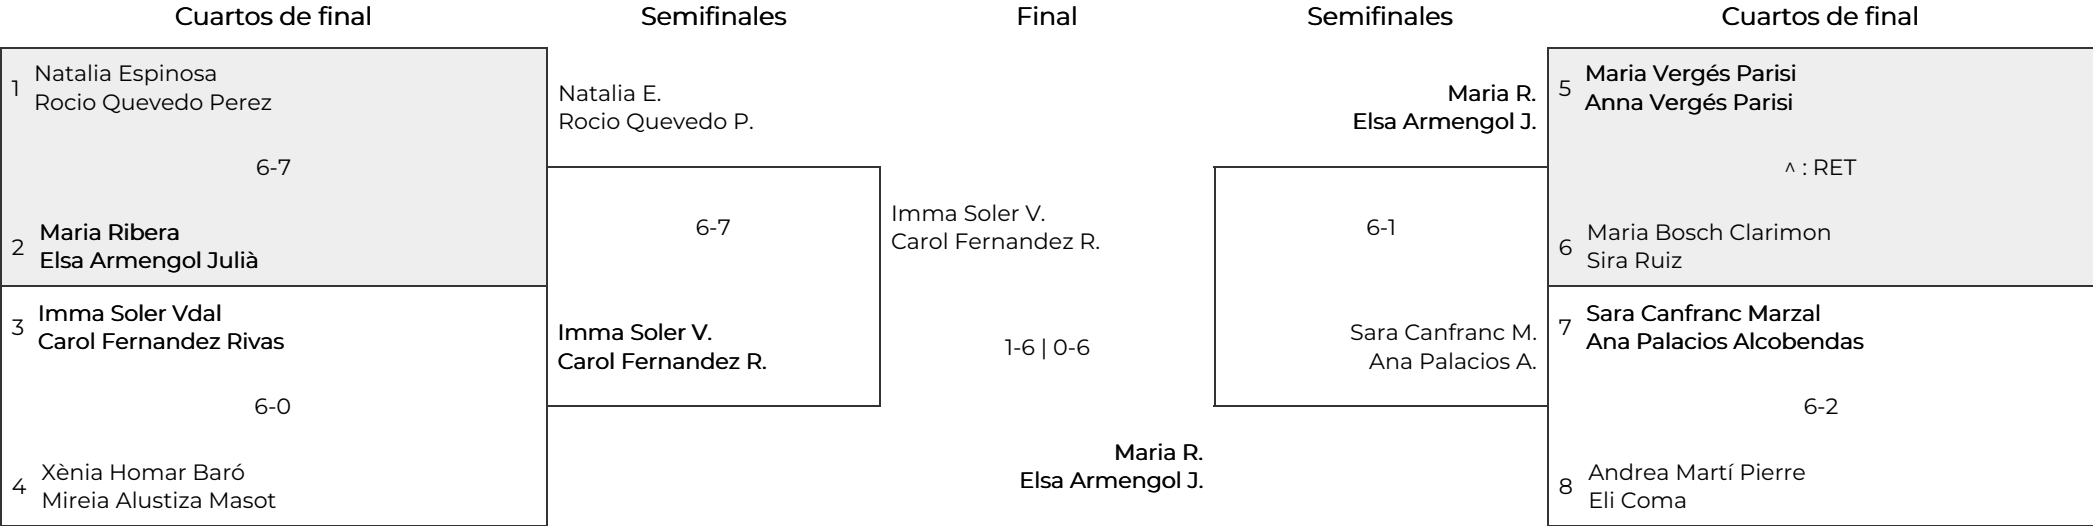 Cuartos de final
Semifinales
Final
Semifinales
Cuartos de final
1
Natalia Espinosa
Rocio Quevedo Perez
6-7
2
Maria Ribera
Elsa Armengol Julià
3
Imma Soler Vdal
Carol Fernandez Rivas
6-0
4
Xènia Homar Baró
Mireia Alustiza Masot
Natalia E.
Rocio Quevedo P.
6-7
Imma Soler V.
Carol Fernandez R.
Imma Soler V.
Carol Fernandez R.
1-6 | 0-6
Maria R.
Elsa Armengol J.
Maria R.
Elsa Armengol J.
6-1
Sara Canfranc M.
Ana Palacios A.
5
Maria Vergés Parisi
Anna Vergés Parisi
^ : RET
6
Maria Bosch Clarimon
Sira Ruiz
7
Sara Canfranc Marzal
Ana Palacios Alcobendas
6-2
8
Andrea Martí Pierre
Eli Coma